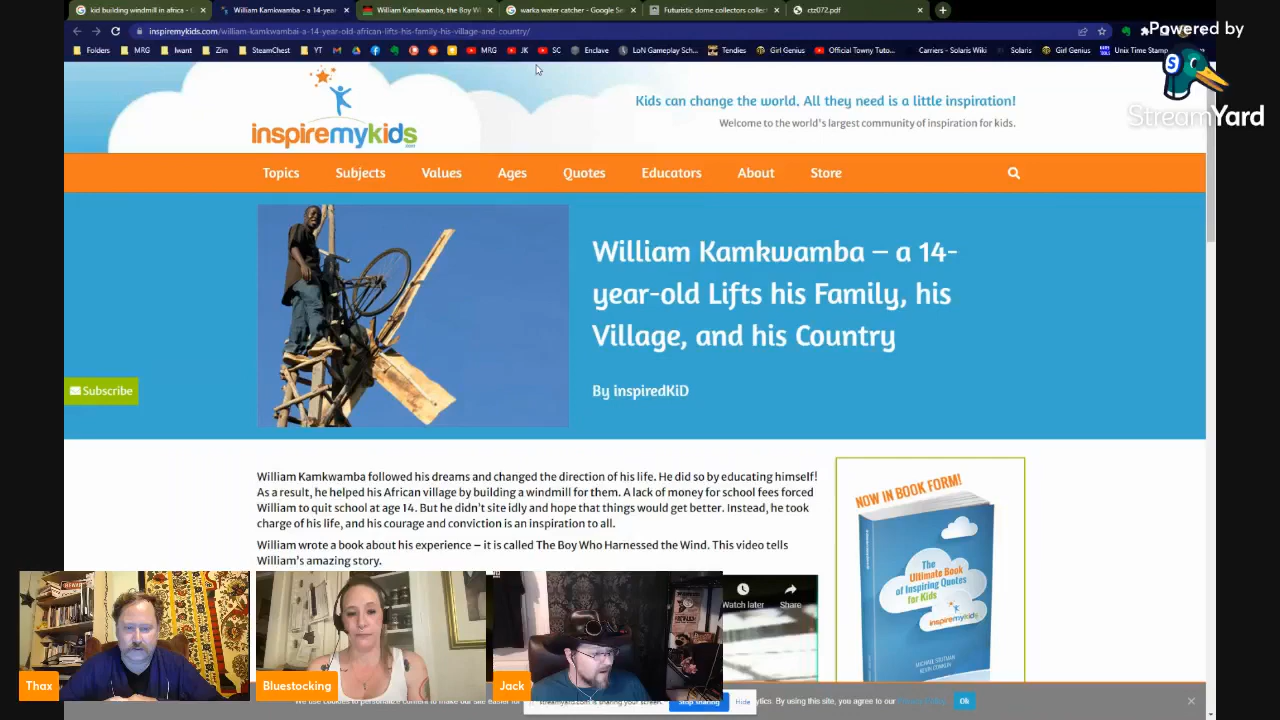 kid building windmill in africa - G
William Kamkwamba – a 14-year
William Kamkwamba, the Boy W
warka water catcher - Google Se
Futuristic dome collectors collect
ctz072.pdf
inspiremykids.com/william-kamkwambai-a-14-year-old-african-lifts-his-family-his-village-and-country/
Folders
MRG
Iwant
Zim
SteamChest
YT
MRG
JK
SC
Enclave
LoN Gameplay Sch...
Tendies
Girl Genius
Official Towny Tuto...
Carriers - Solaris Wiki
Solaris
Girl Genius
Unix Time Stamp
Powered by
StreamYard
inspiremykids
.com
Kids can change the world. All they need is a little inspiration!
Welcome to the world's largest community of inspiration for kids.
Topics
Subjects
Values
Ages
Quotes
Educators
About
Store
William Kamkwamba – a 14-
year-old Lifts his Family, his
Village, and his Country
By inspiredKiD
Subscribe
William Kamkwamba followed his dreams and changed the direction of his life. He did so by educating himself!
As a result, he helped his African village by building a windmill for them. A lack of money for school fees forced
William to quit school at age 14. But he didn't site idly and hope that things would get better. Instead, he took
charge of his life, and his courage and conviction is an inspiration to all.
William wrote a book about his experience – it is called The Boy Who Harnessed the Wind. This video tells
William's amazing story.
Watch later
Share
NOW IN BOOK FORM!
The
Ultimate Book
of Inspiring Quotes
for Kids
inspiremykids
Thax
Bluestocking
Jack
streamyard.com is sharing your screen.
Stop sharing
Hide
ytics. By using this site, you agree to our Privacy policy.
Ok